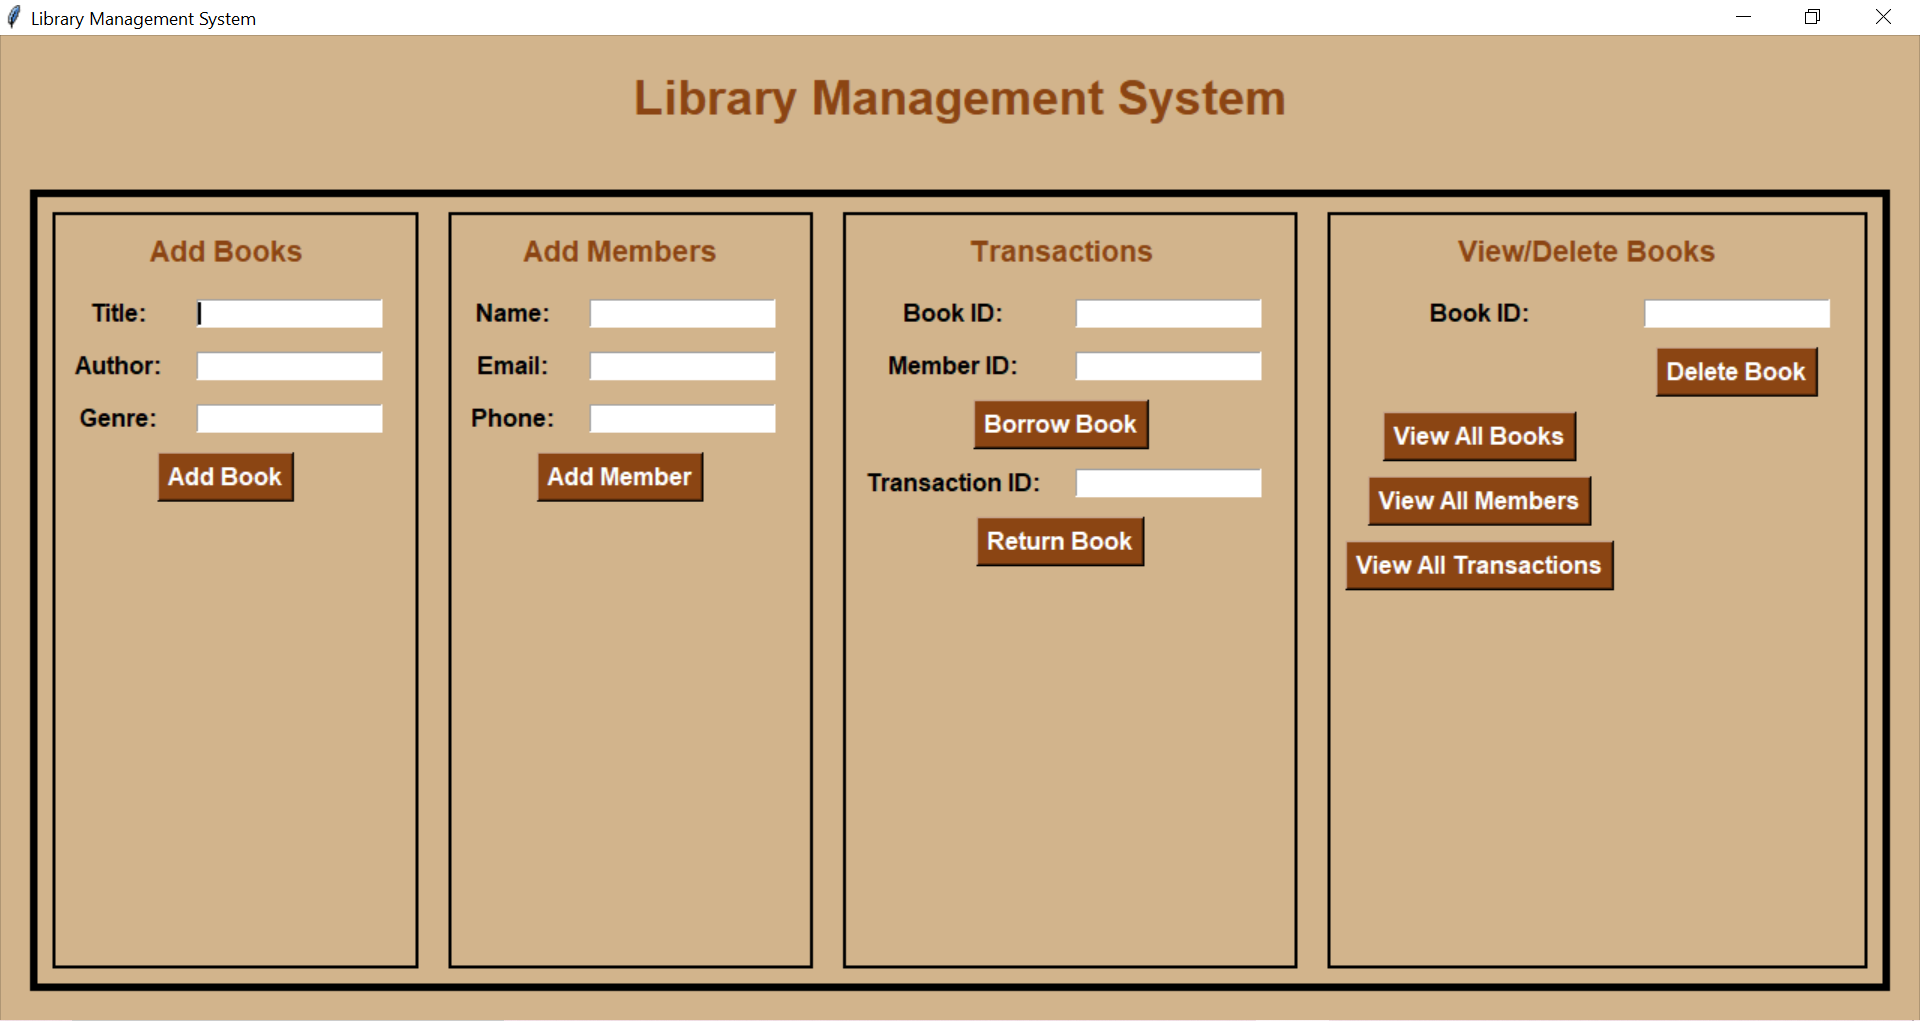 Library Management System
Library Management System
Add Books
Title:
Author:
Genre:
Add Book
Add Members
Name:
Email:
Phone:
Add Member
Transactions
Book ID:
Member ID:
Borrow Book
Transaction ID:
Return Book
View/Delete Books
Book ID:
Delete Book
View All Books
View All Members
View All Transactions